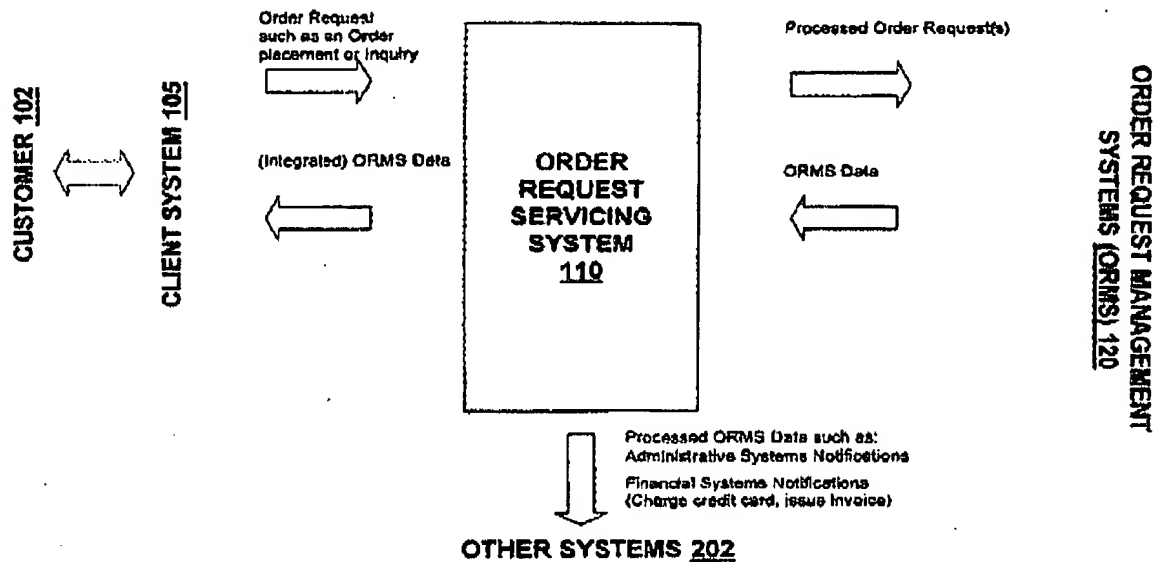 Order Request
such as an Order
placement or Inquiry
Processed Order Request(s)
CUSTOMER 102
CLIENT SYSTEM 105
(Integrated) ORMS Data
ORDER
REQUEST
SERVICING
SYSTEM
110
ORMS Data
ORDER REQUEST MANAGEMENT
SYSTEMS (ORMS) 120
Processed ORMS Data such as:
Administrative Systems Notifications
Financial Systems Notifications
(Charge credit card, issue invoice)
OTHER SYSTEMS 202